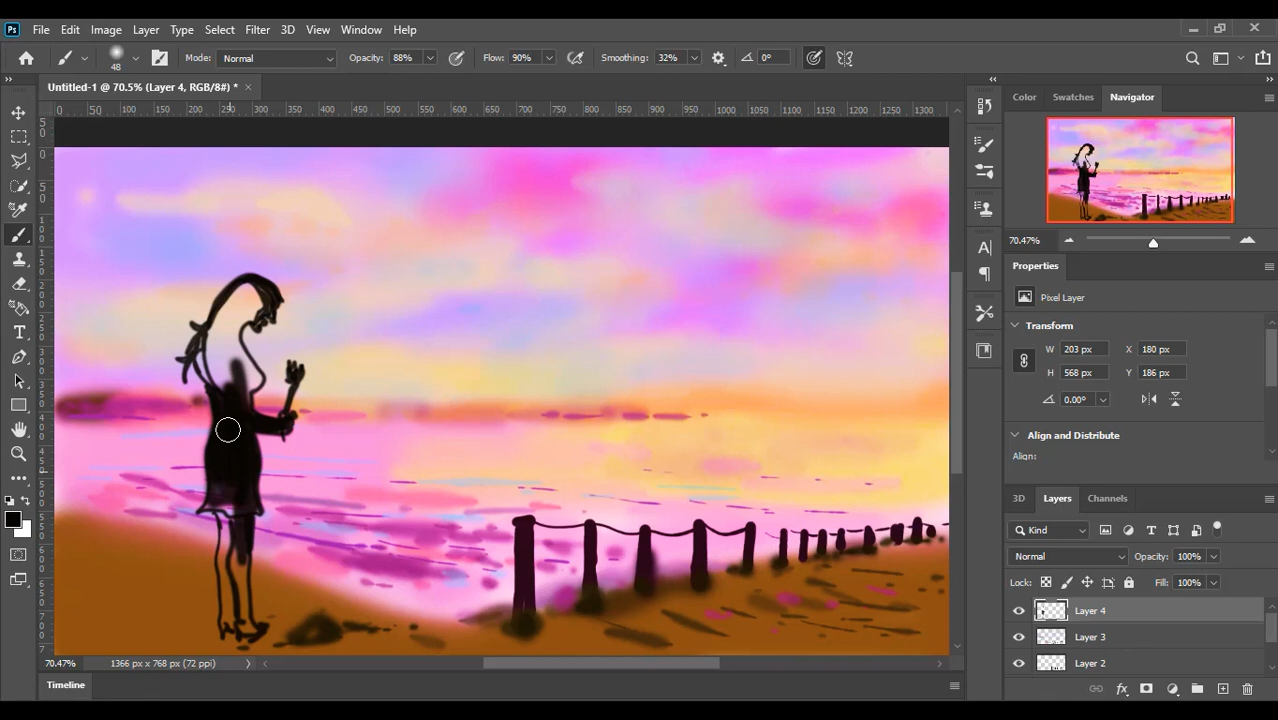 Ps File Edit Image Layer Type Select Filter 3D View Window Help
48 Mode: Normal Opacity: 88% Flow: 90% Smoothing: 32% 0°
Untitled-1 @ 70.5% (Layer 4, RGB/8#) * ×
0 50 100 150 200 250 300 350 400 450 500 550 600 650 700 750 800 850 900 950 1000 1050 1100 1150 1200 1250 1300
Color Swatches Navigator
70.47%
Properties
Pixel Layer
Transform
W 203 px X 180 px
H 568 px Y 186 px
0.00°
Align and Distribute
Align:
3D Layers Channels
Kind
Normal Opacity: 100%
Lock: Fill: 100%
Layer 4
Layer 3
Layer 2
70.47% 1366 px x 768 px (72 ppi)
Timeline